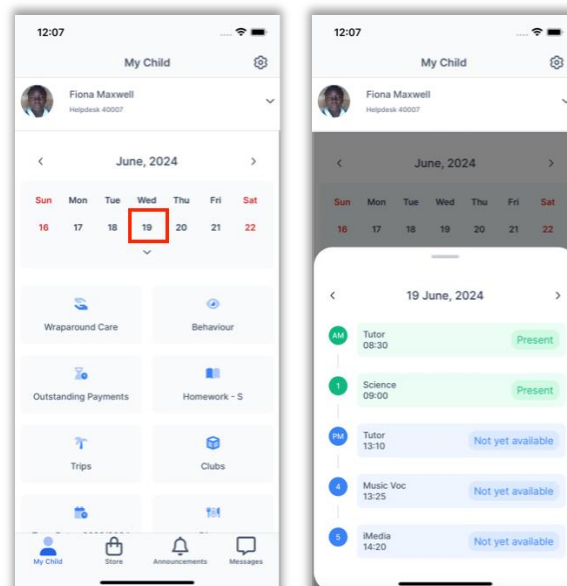 12:07
My Child
Fiona Maxwell
Helpdesk 40007
June, 2024
Sun Mon Tue Wed Thu Fri Sat
16 17 18 19 20 21 22
Wraparound Care
Behaviour
Outstanding Payments
Homework - S
Trips
Clubs
My Child
Store
Announcements
Messages
12:07
My Child
Fiona Maxwell
Helpdesk 40007
June, 2024
Sun Mon Tue Wed Thu Fri Sat
16 17 18 19 20 21 22
19 June, 2024
AM Tutor Present
08:30
1 Science Present
09:00
PM Tutor Not yet available
13:10
4 Music Voc Not yet available
13:25
5 iMedia Not yet available
14:20